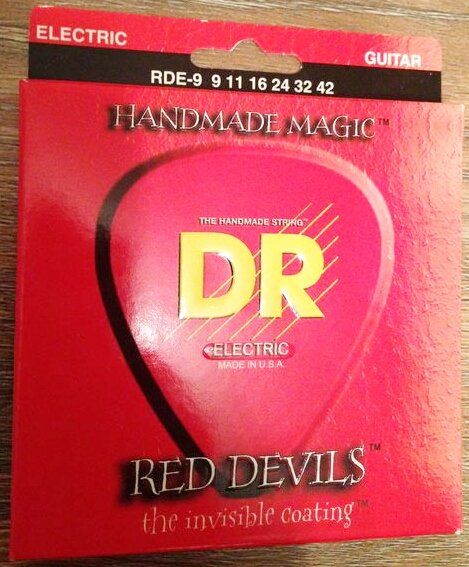 ELECTRIC
GUITAR
RDE-9 9 11 16 24 32 42
HANDMADE MAGIC™
THE HANDMADE STRING™
DR
ELECTRIC
MADE IN U.S.A.
RED DEVILS™
the invisible coating™